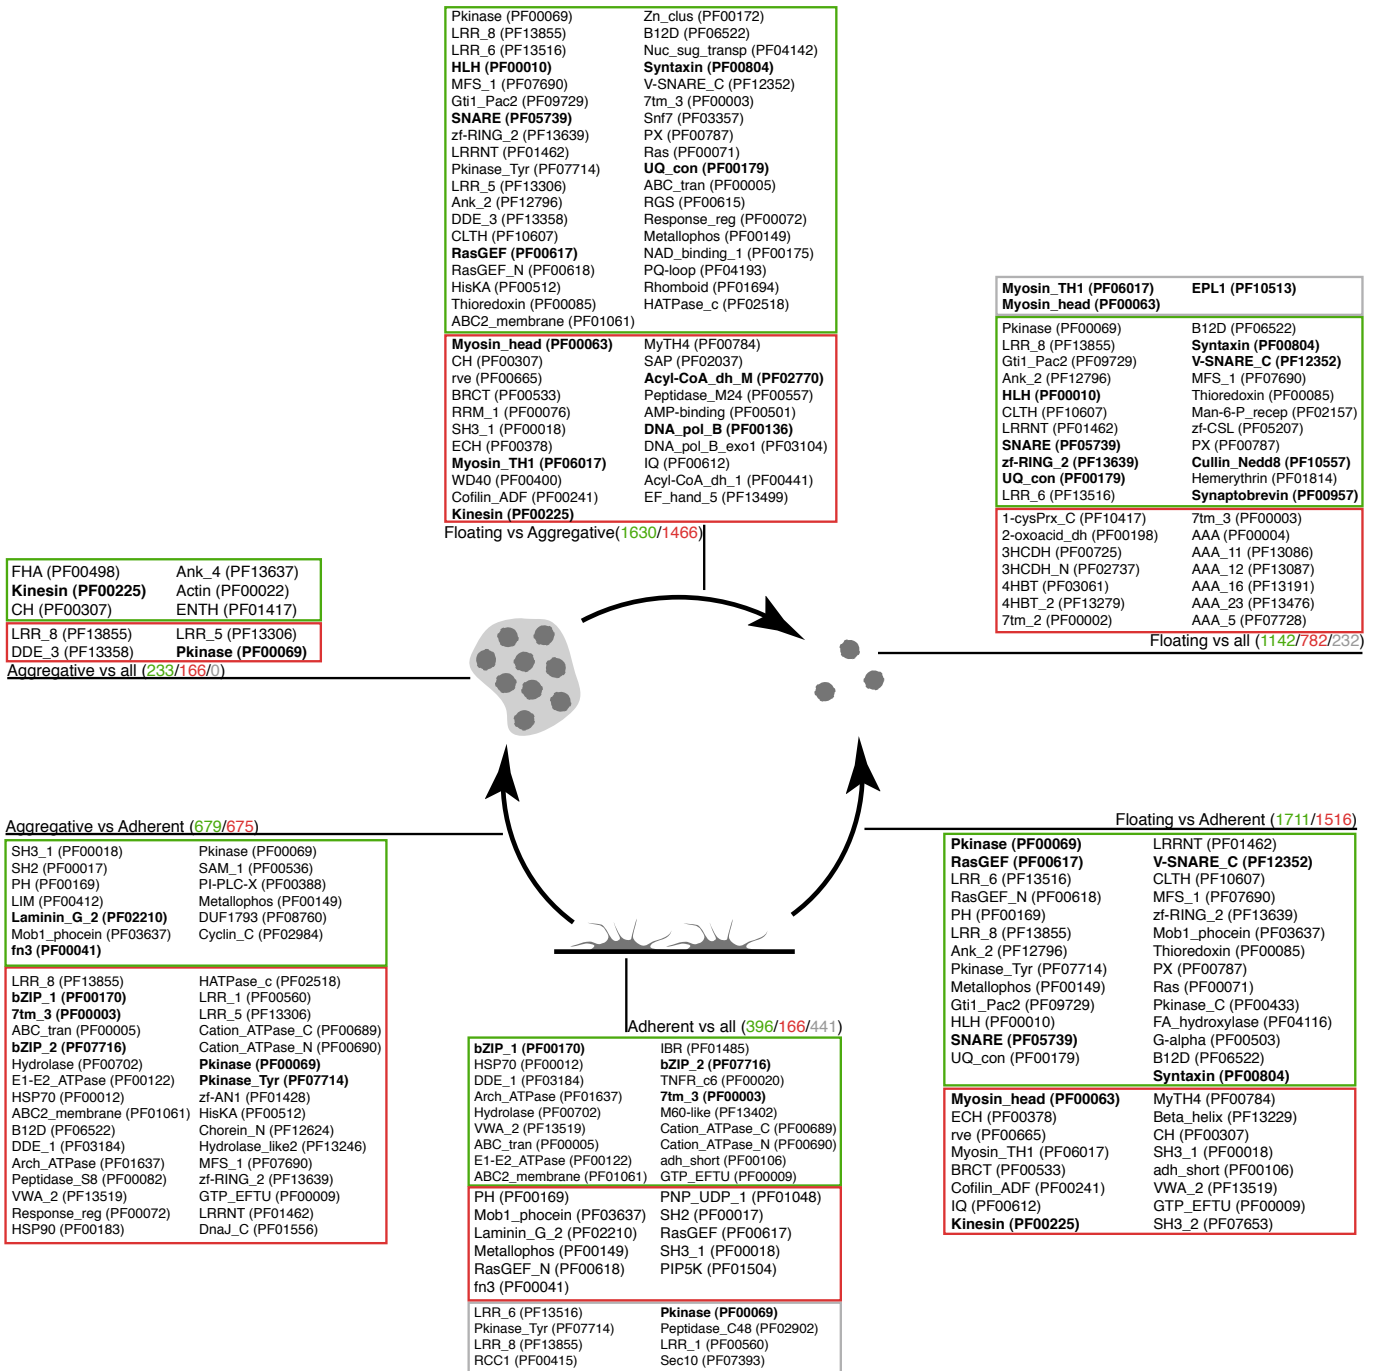 Pkinase (PF00069) Zn_clus (PF00172)
LRR_8 (PF13855) B12D (PF06522)
LRR_6 (PF13516) Nuc_sug_transp (PF04142)
HLH (PF00010) Syntaxin (PF00804)
MFS_1 (PF07690) V-SNARE_C (PF12352)
Gti1_Pac2 (PF09729) 7tm_3 (PF00003)
SNARE (PF05739) Snf7 (PF03357)
zf-RING_2 (PF13639) PX (PF00787)
LRRNT (PF01462) Ras (PF00071)
Pkinase_Tyr (PF07714) UQ_con (PF00179)
LRR_5 (PF13306) ABC_tran (PF00005)
Ank_2 (PF12796) RGS (PF00615)
DDE_3 (PF13358) Response_reg (PF00072)
CLTH (PF10607) Metallophos (PF00149)
RasGEF (PF00617) NAD_binding_1 (PF00175)
RasGEF_N (PF00618) PQ-loop (PF04193)
HisKA (PF00512) Rhomboid (PF01694)
Thioredoxin (PF00085) HATPase_c (PF02518)
ABC2_membrane (PF01061)
Myosin_head (PF00063) MyTH4 (PF00784)
CH (PF00307) SAP (PF02037)
rve (PF00665) Acyl-CoA_dh_M (PF02770)
BRCT (PF00533) Peptidase_M24 (PF00557)
RRM_1 (PF00076) AMP-binding (PF00501)
SH3_1 (PF00018) DNA_pol_B (PF00136)
ECH (PF00378) DNA_pol_B_exo1 (PF03104)
Myosin_TH1 (PF06017) IQ (PF00612)
WD40 (PF00400) Acyl-CoA_dh_1 (PF00441)
Cofilin_ADF (PF00241) EF_hand_5 (PF13499)
Kinesin (PF00225)
Floating vs Aggregative(1630/1466)
Myosin_TH1 (PF06017) EPL1 (PF10513)
Myosin_head (PF00063)
Pkinase (PF00069) B12D (PF06522)
LRR_8 (PF13855) Syntaxin (PF00804)
Gti1_Pac2 (PF09729) V-SNARE_C (PF12352)
Ank_2 (PF12796) MFS_1 (PF07690)
HLH (PF00010) Thioredoxin (PF00085)
CLTH (PF10607) Man-6-P_recep (PF02157)
LRRNT (PF01462) zf-CSL (PF05207)
SNARE (PF05739) PX (PF00787)
zf-RING_2 (PF13639) Cullin_Nedd8 (PF10557)
UQ_con (PF00179) Hemerythrin (PF01814)
LRR_6 (PF13516) Synaptobrevin (PF00957)
1-cysPrx_C (PF10417) 7tm_3 (PF00003)
2-oxoacid_dh (PF00198) AAA (PF00004)
3HCDH (PF00725) AAA_11 (PF13086)
3HCDH_N (PF02737) AAA_12 (PF13087)
4HBT (PF03061) AAA_16 (PF13191)
4HBT_2 (PF13279) AAA_23 (PF13476)
7tm_2 (PF00002) AAA_5 (PF07728)
Floating vs all (1142/782/232)
FHA (PF00498) Ank_4 (PF13637)
Kinesin (PF00225) Actin (PF00022)
CH (PF00307) ENTH (PF01417)
LRR_8 (PF13855) LRR_5 (PF13306)
DDE_3 (PF13358) Pkinase (PF00069)
Aggregative vs all (233/166/0)
Aggregative vs Adherent (679/675)
SH3_1 (PF00018) Pkinase (PF00069)
SH2 (PF00017) SAM_1 (PF00536)
PH (PF00169) PI-PLC-X (PF00388)
LIM (PF00412) Metallophos (PF00149)
Laminin_G_2 (PF02210) DUF1793 (PF08760)
Mob1_phocein (PF03637) Cyclin_C (PF02984)
fn3 (PF00041)
LRR_8 (PF13855) HATPase_c (PF02518)
bZIP_1 (PF00170) LRR_1 (PF00560)
7tm_3 (PF00003) LRR_5 (PF13306)
ABC_tran (PF00005) Cation_ATPase_C (PF00689)
bZIP_2 (PF07716) Cation_ATPase_N (PF00690)
Hydrolase (PF00702) Pkinase (PF00069)
E1-E2_ATPase (PF00122) Pkinase_Tyr (PF07714)
HSP70 (PF00012) zf-AN1 (PF01428)
ABC2_membrane (PF01061) HisKA (PF00512)
B12D (PF06522) Chorein_N (PF12624)
DDE_1 (PF03184) Hydrolase_like2 (PF13246)
Arch_ATPase (PF01637) MFS_1 (PF07690)
Peptidase_S8 (PF00082) zf-RING_2 (PF13639)
VWA_2 (PF13519) GTP_EFTU (PF00009)
Response_reg (PF00072) LRRNT (PF01462)
HSP90 (PF00183) DnaJ_C (PF01556)
Floating vs Adherent (1711/1516)
Pkinase (PF00069) LRRNT (PF01462)
RasGEF (PF00617) V-SNARE_C (PF12352)
LRR_6 (PF13516) CLTH (PF10607)
RasGEF_N (PF00618) MFS_1 (PF07690)
PH (PF00169) zf-RING_2 (PF13639)
LRR_8 (PF13855) Mob1_phocein (PF03637)
Ank_2 (PF12796) Thioredoxin (PF00085)
Pkinase_Tyr (PF07714) PX (PF00787)
Metallophos (PF00149) Ras (PF00071)
Gti1_Pac2 (PF09729) Pkinase_C (PF00433)
HLH (PF00010) FA_hydroxylase (PF04116)
SNARE (PF05739) G-alpha (PF00503)
UQ_con (PF00179) B12D (PF06522)
Syntaxin (PF00804)
Myosin_head (PF00063) MyTH4 (PF00784)
ECH (PF00378) Beta_helix (PF13229)
rve (PF00665) CH (PF00307)
Myosin_TH1 (PF06017) SH3_1 (PF00018)
BRCT (PF00533) adh_short (PF00106)
Cofilin_ADF (PF00241) VWA_2 (PF13519)
IQ (PF00612) GTP_EFTU (PF00009)
Kinesin (PF00225) SH3_2 (PF07653)
Adherent vs all (396/166/441)
bZIP_1 (PF00170) IBR (PF01485)
HSP70 (PF00012) bZIP_2 (PF07716)
DDE_1 (PF03184) TNFR_c6 (PF00020)
Arch_ATPase (PF01637) 7tm_3 (PF00003)
Hydrolase (PF00702) M60-like (PF13402)
VWA_2 (PF13519) Cation_ATPase_C (PF00689)
ABC_tran (PF00005) Cation_ATPase_N (PF00690)
E1-E2_ATPase (PF00122) adh_short (PF00106)
ABC2_membrane (PF01061) GTP_EFTU (PF00009)
PH (PF00169) PNP_UDP_1 (PF01048)
Mob1_phocein (PF03637) SH2 (PF00017)
Laminin_G_2 (PF02210) RasGEF (PF00617)
Metallophos (PF00149) SH3_1 (PF00018)
RasGEF_N (PF00618) PIP5K (PF01504)
fn3 (PF00041)
LRR_6 (PF13516) Pkinase (PF00069)
Pkinase_Tyr (PF07714) Peptidase_C48 (PF02902)
LRR_8 (PF13855) LRR_1 (PF00560)
RCC1 (PF00415) Sec10 (PF07393)